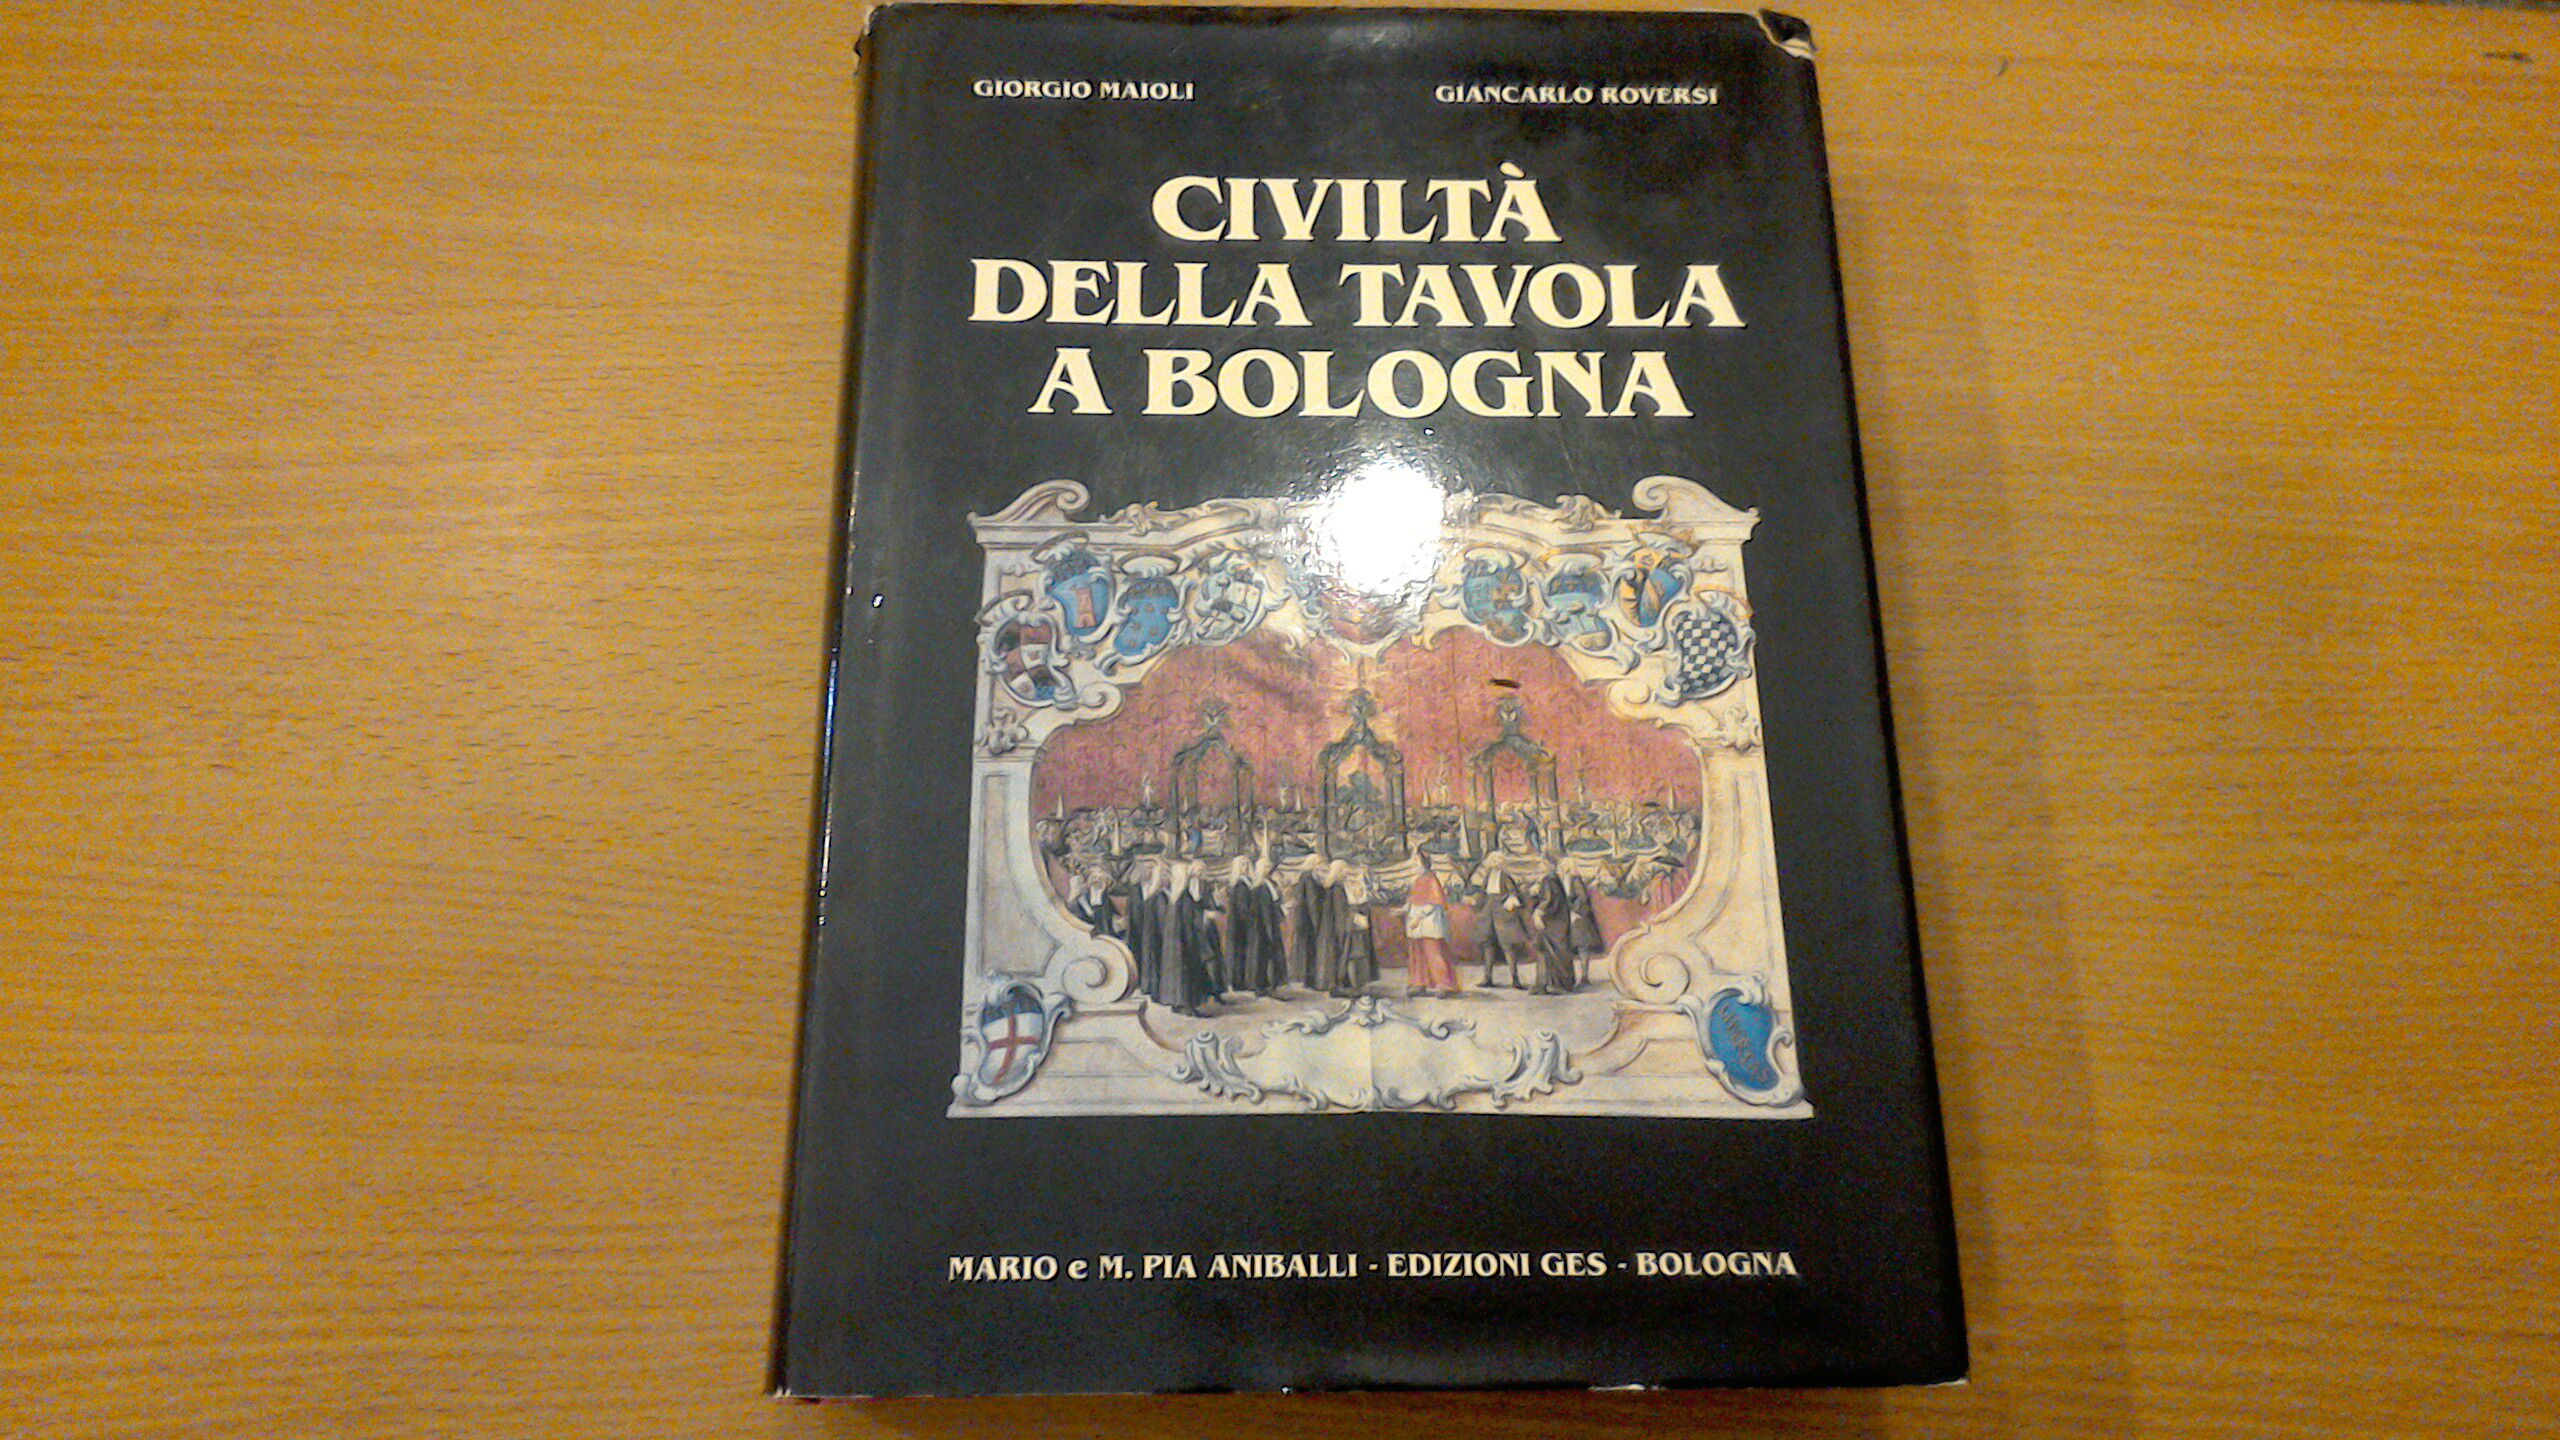 GIORGIO MAIOLI GIANCARLO ROVERSI
CIVILTÀ
DELLA TAVOLA
A BOLOGNA
MARIO e M. PIA ANIBALLI - EDIZIONI GES - BOLOGNA